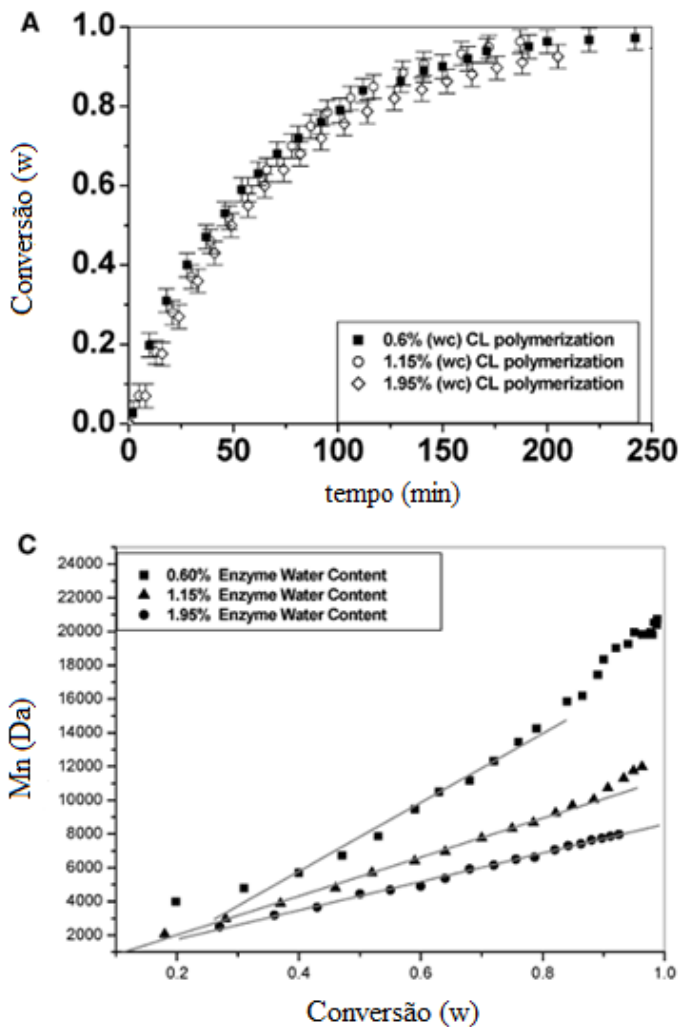 A
Conversão (w)
1.0
0.8
0.6
0.4
0.2
0.0
0.6% (wc) CL polymerization
1.15% (wc) CL polymerization
1.95% (wc) CL polymerization
0 50 100 150 200 250
tempo (min)
C
Mn (Da)
24000
22000
20000
18000
16000
14000
12000
10000
8000
6000
4000
2000
0.60% Enzyme Water Content
1.15% Enzyme Water Content
1.95% Enzyme Water Content
0.2 0.4 0.6 0.8 1.0
Conversão (w)